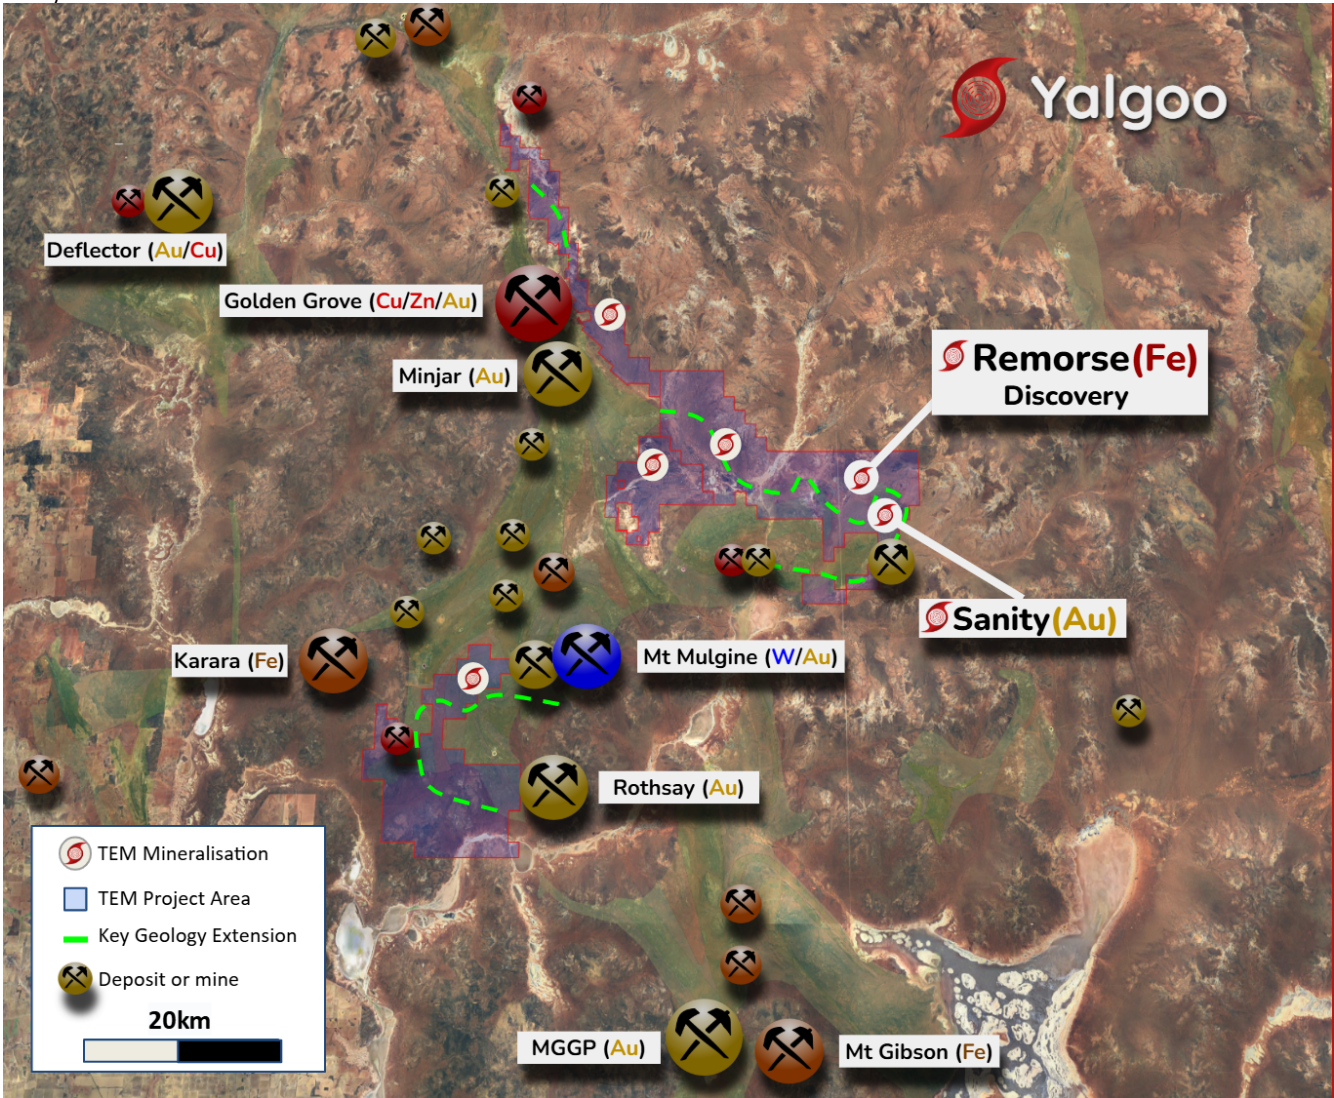 Yalgoo
Deflector (Au/Cu)
Golden Grove (Cu/Zn/Au)
Minjar (Au)
Remorse(Fe)
Discovery
Sanity(Au)
Karara (Fe)
Mt Mulgine (W/Au)
Rothsay (Au)
TEM Mineralisation
TEM Project Area
Key Geology Extension
Deposit or mine
20km
MGGP (Au)
Mt Gibson (Fe)